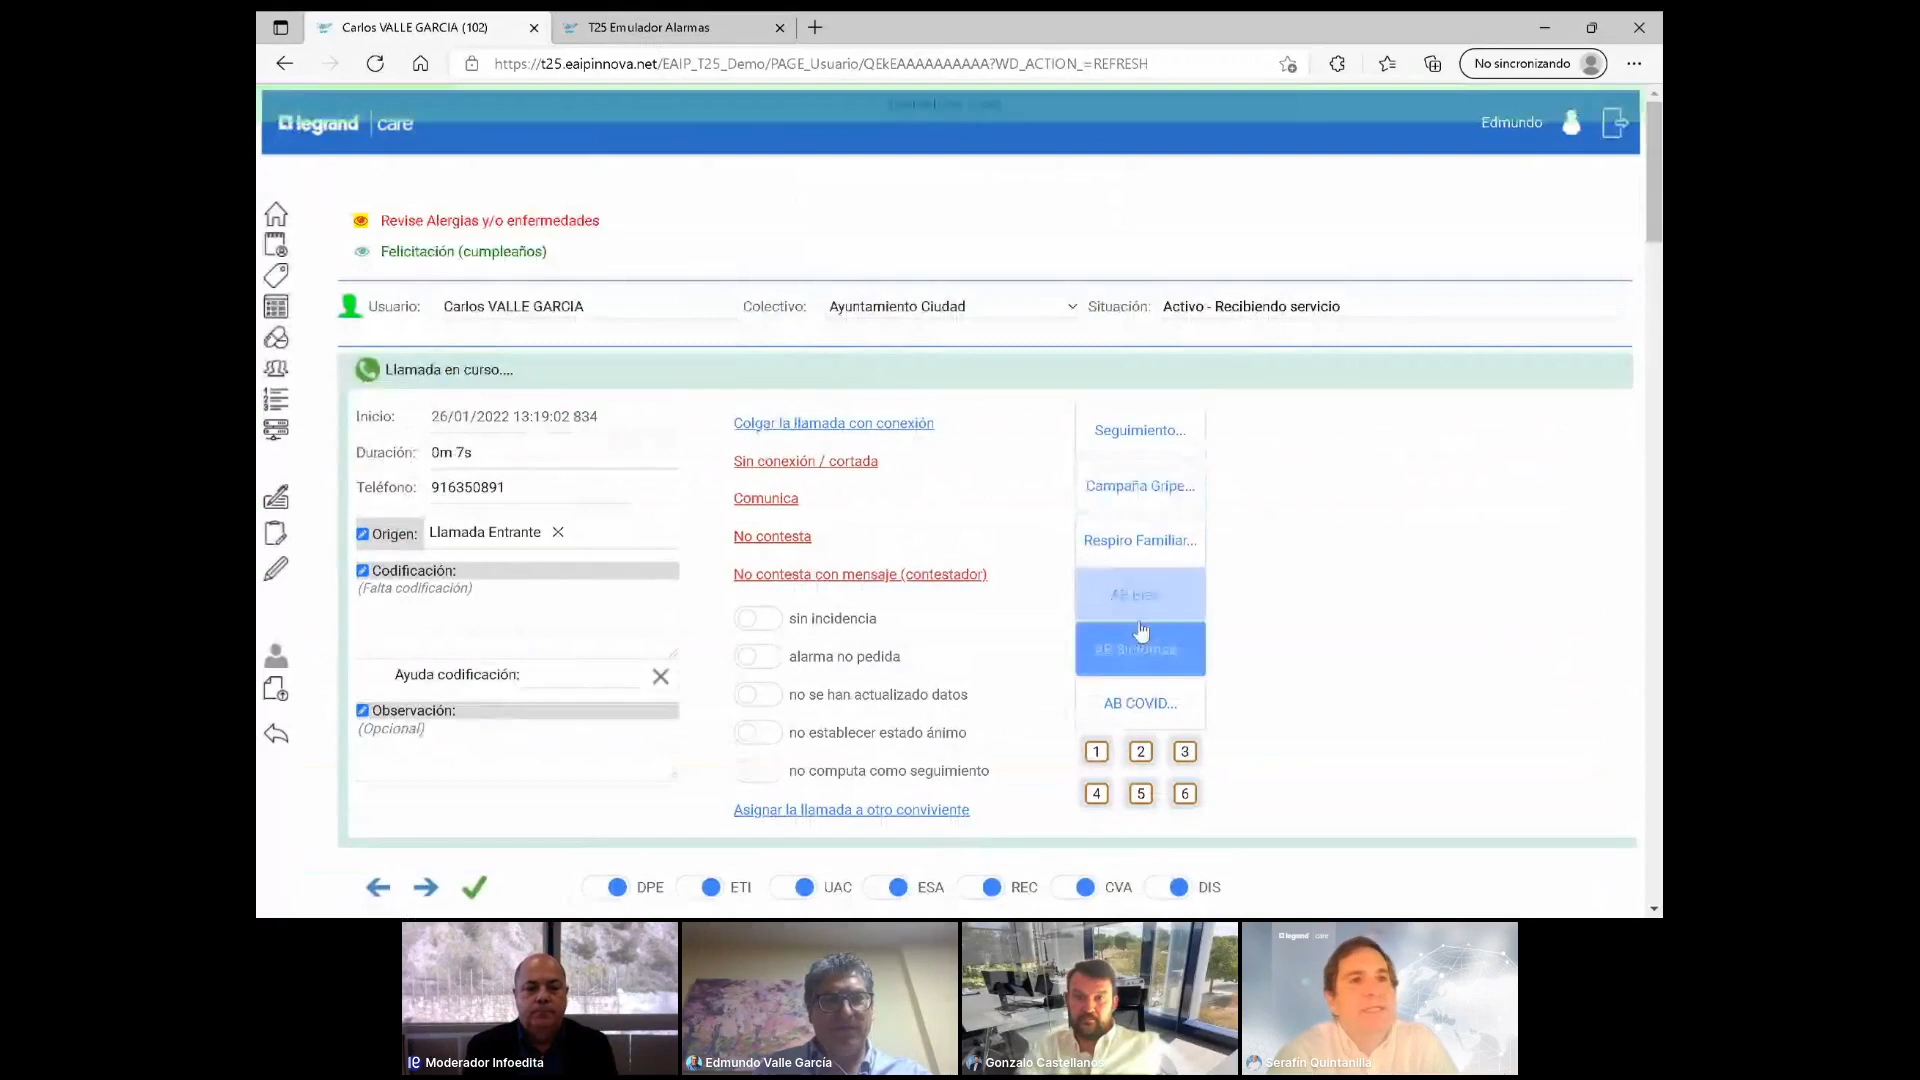 Carlos VALLE GARCIA (102)
T25 Emulador Alarmas
https://t25.eaipinnova.net/EAIP_T25_Demo/PAGE_Usuario/QEkEAAAAAAAAAA?WD_ACTION_=REFRESH
No sincronizando
legrand care
Edmundo
Revise Alergias y/o enfermedades
Felicitación (cumpleaños)
Usuario: Carlos VALLE GARCIA Colectivo: Ayuntamiento Ciudad Situación: Activo - Recibiendo servicio
Llamada en curso....
Inicio: 26/01/2022 13:19:02 834
Duración: 0m 7s
Teléfono: 916350891
Origen: Llamada Entrante
Codificación:
(Falta codificación)
Ayuda codificación:
Observación:
(Opcional)
Colgar la llamada con conexión
Sin conexión / cortada
Comunica
No contesta
No contesta con mensaje (contestador)
sin incidencia
alarma no pedida
no se han actualizado datos
no establecer estado ánimo
no computa como seguimiento
Asignar la llamada a otro conviviente
Seguimiento...
Campaña Gripe...
Respiro Familiar...
AB
AB COVID...
1 2 3
4 5 6
DPE ETI UAC ESA REC CVA DIS
Moderador Infoedita
Edmundo Valle García
Gonzalo Castellanos
legrand care
Serafín Quintanilla